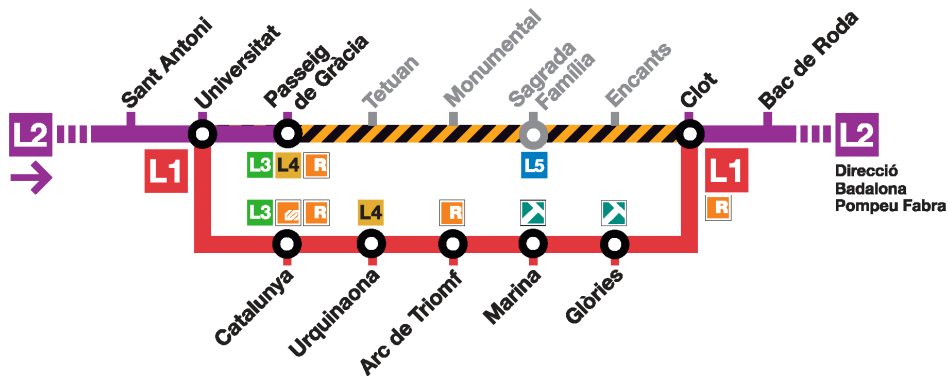 Sant Antoni
Universitat
Passeig
de Gràcia
Tetuan
Monumental
Sagrada
Família
Encants
Clot
Bac de Roda
L2
L2
L1
L3 L4 R
L5
L1
R
Direcció
Badalona
Pompeu Fabra
L3 R
L4
R
Catalunya
Urquinaona
Arc de Triomf
Marina
Glòries